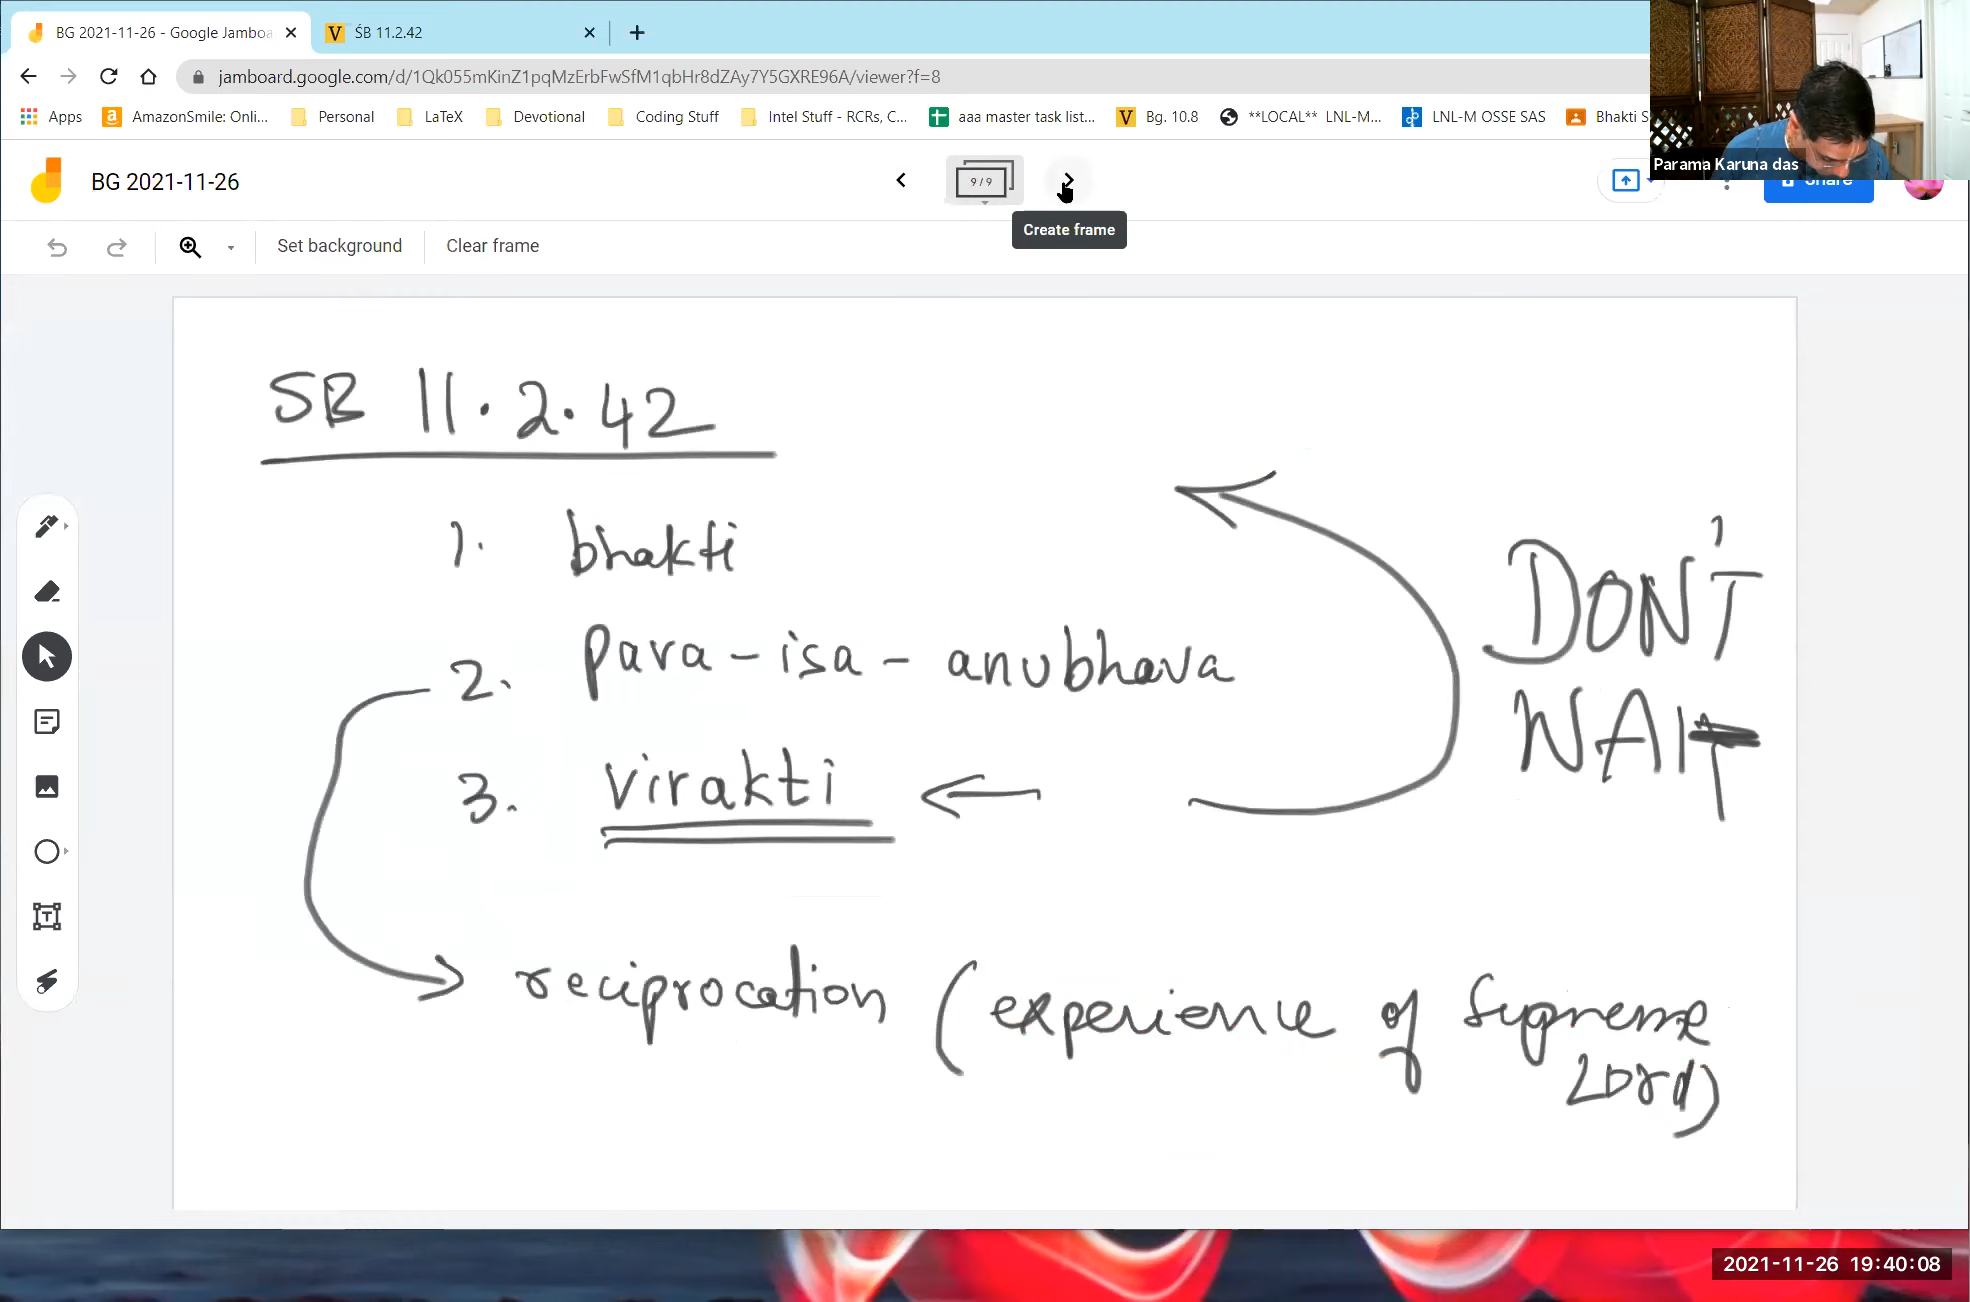 BG 2021-11-26 - Google Jamboa
ŚB 11.2.42
jamboard.google.com/d/1Qk055mKinZ1pqMzErbFwSfM1qbHr8dZAy7Y5GXRE96A/viewer?f=8
Apps AmazonSmile: Onli... Personal LaTeX Devotional Coding Stuff Intel Stuff - RCRs, C... aaa master task list... Bg. 10.8 **LOCAL** LNL-M... LNL-M OSSE SAS Bhakti S
Parama Karuna das
BG 2021-11-26
9 / 9
Share
Create frame
Set background Clear frame
SB 11.2.42
1. bhakti
2. para-isa-anubhava
3. virakti
DON'T
WAIT
reciprocation (experience of Supreme
Lord)
2021-11-26 19:40:08